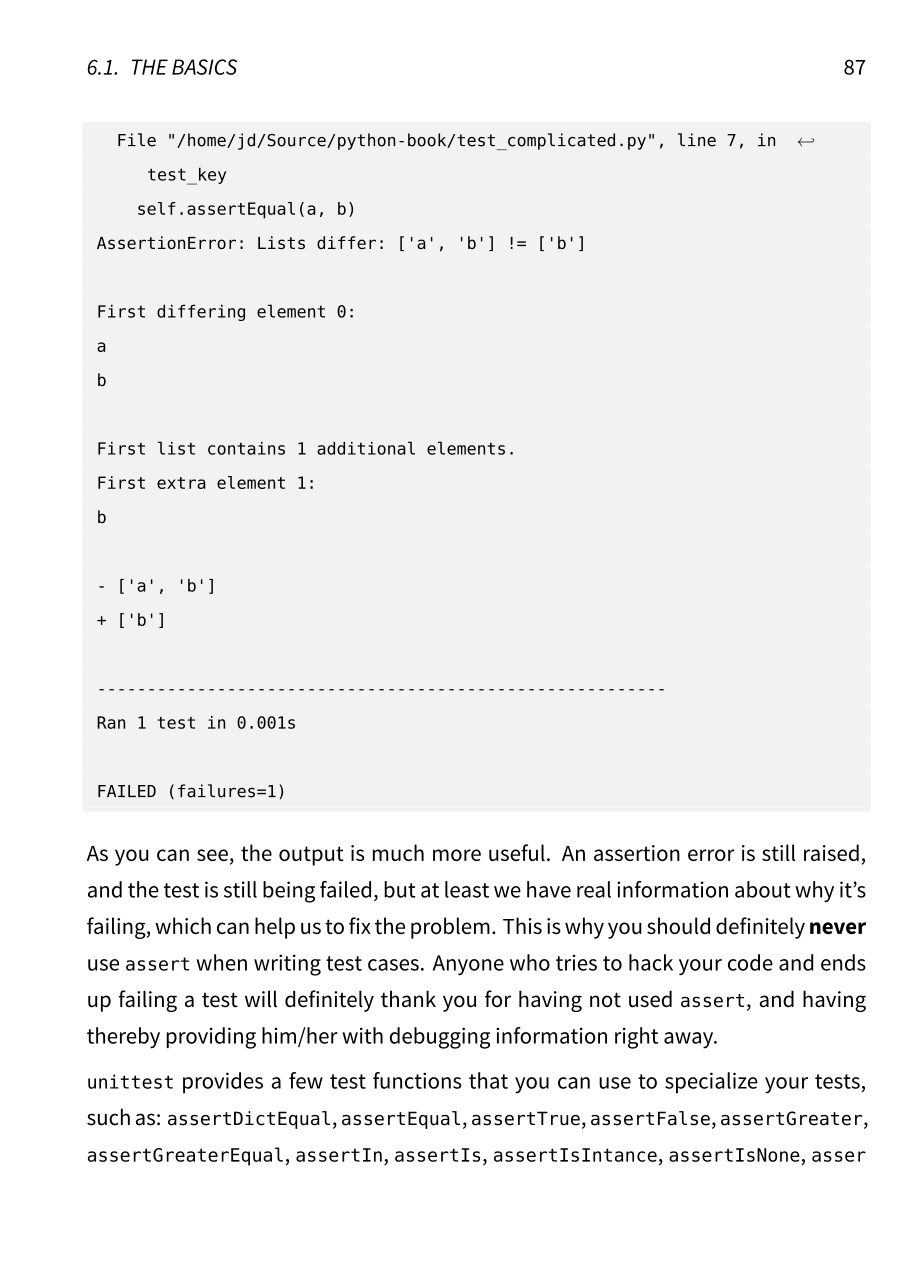 6.1. THE BASICS 87
File "/home/jd/Source/python-book/test_complicated.py", line 7, in ↩
test_key
self.assertEqual(a, b)
AssertionError: Lists differ: ['a', 'b'] != ['b']
First differing element 0:
a
b
First list contains 1 additional elements.
First extra element 1:
b
- ['a', 'b']
+ ['b']
---------------------------------------------------------
Ran 1 test in 0.001s
FAILED (failures=1)
As you can see, the output is much more useful. An assertion error is still raised,
and the test is still being failed, but at least we have real information about why it’s
failing, which can help us to fix the problem. This is why you should definitely never
use assert when writing test cases. Anyone who tries to hack your code and ends
up failing a test will definitely thank you for having not used assert, and having
thereby providing him/her with debugging information right away.
unittest provides a few test functions that you can use to specialize your tests,
such as: assertDictEqual, assertEqual, assertTrue, assertFalse, assertGreater,
assertGreaterEqual, assertIn, assertIs, assertIsIntance, assertIsNone, asser